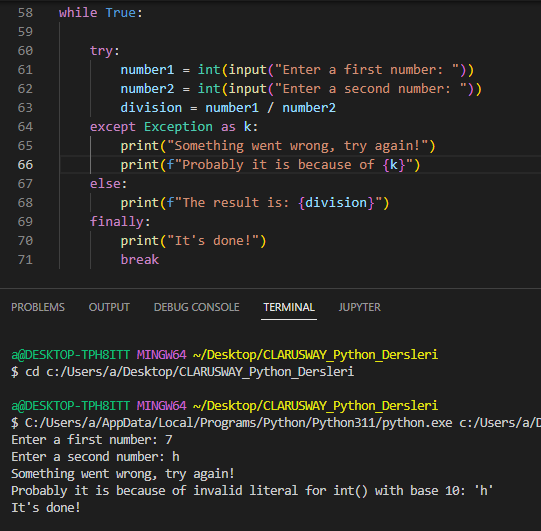 58 while True:
59
60 try:
61 number1 = int(input("Enter a first number: "))
62 number2 = int(input("Enter a second number: "))
63 division = number1 / number2
64 except Exception as k:
65 print("Something went wrong, try again!")
66 print(f"Probably it is because of {k}")
67 else:
68 print(f"The result is: {division}")
69 finally:
70 print("It's done!")
71 break
PROBLEMS OUTPUT DEBUG CONSOLE TERMINAL JUPYTER
a@DESKTOP-TPH8ITT MINGW64 ~/Desktop/CLARUSWAY_Python_Dersleri
$ cd c:/Users/a/Desktop/CLARUSWAY_Python_Dersleri
a@DESKTOP-TPH8ITT MINGW64 ~/Desktop/CLARUSWAY_Python_Dersleri
$ C:/Users/a/AppData/Local/Programs/Python/Python311/python.exe c:/Users/a/D
Enter a first number: 7
Enter a second number: h
Something went wrong, try again!
Probably it is because of invalid literal for int() with base 10: 'h'
It's done!